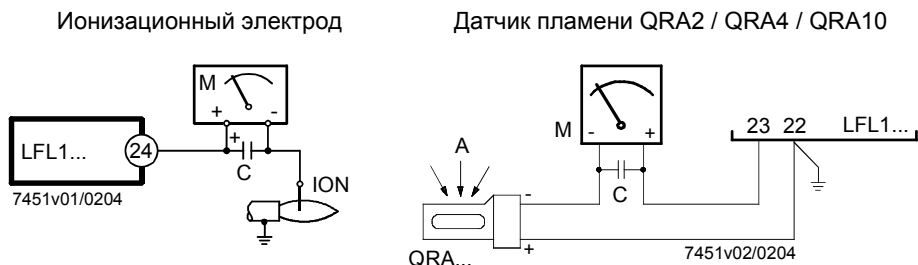 Ионизационный электрод
M
+ -
+
C
LFL1...
24
ION
7451v01/0204
Датчик пламени QRA2 / QRA4 / QRA10
M
- +
C
23 22 LFL1...
A
-
+
QRA...
7451v02/0204